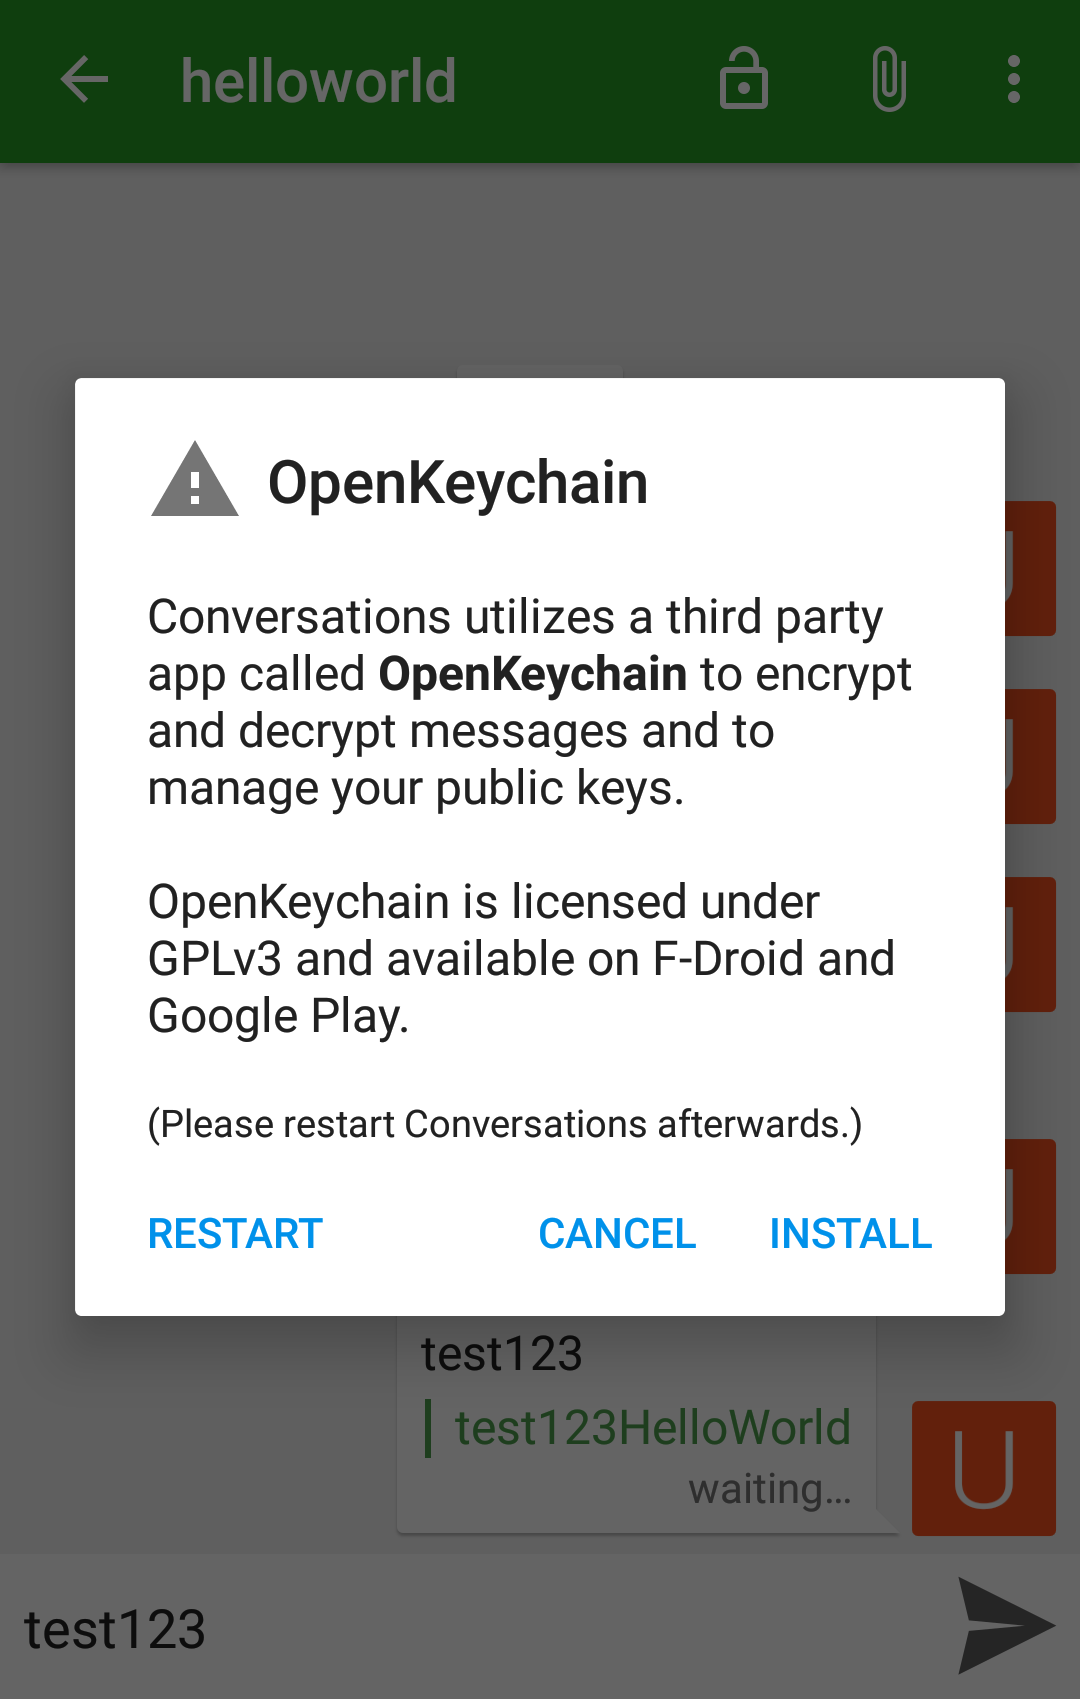 helloworld
OpenKeychain
Conversations utilizes a third party
app called OpenKeychain to encrypt
and decrypt messages and to
manage your public keys.
OpenKeychain is licensed under
GPLv3 and available on F-Droid and
Google Play.
(Please restart Conversations afterwards.)
RESTART CANCEL INSTALL
test123
test123HelloWorld
waiting…
U
test123